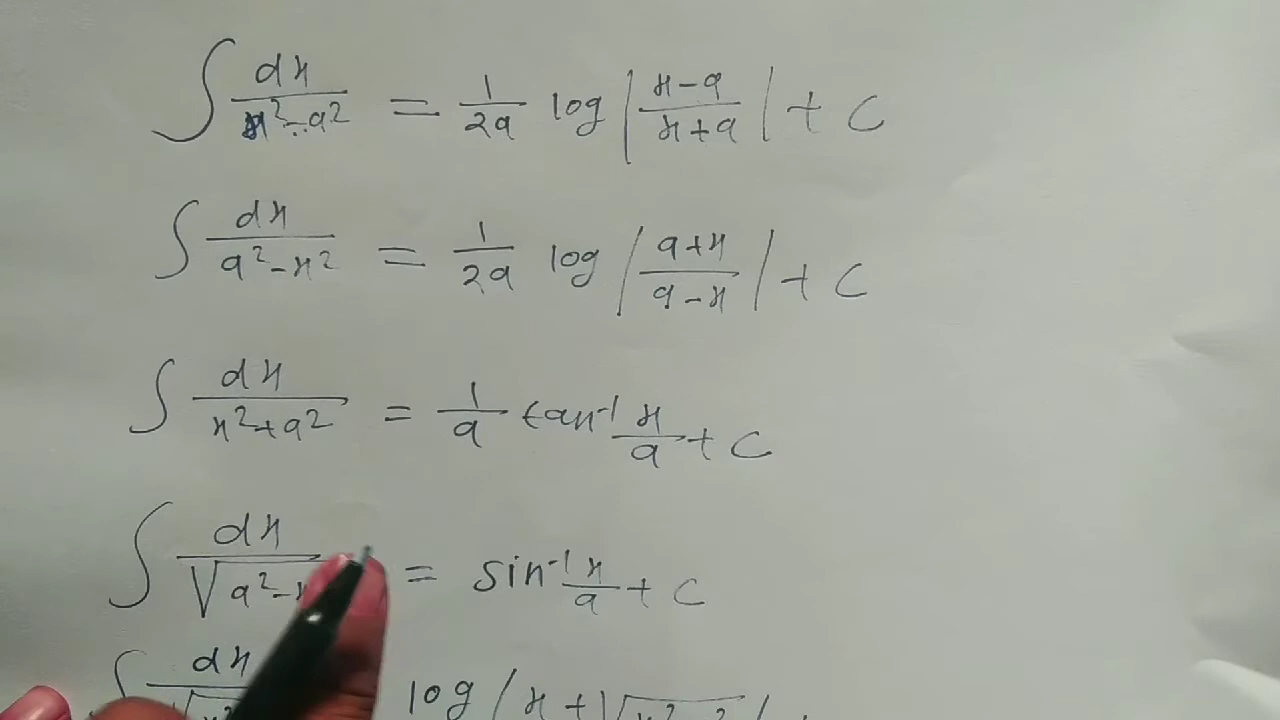 ∫ dx/(x² - a²) = 1/2a log |(x - a)/(x + a)| + C
∫ dx/(a² - x²) = 1/2a log |(a + x)/(a - x)| + C
∫ dx/(x² + a²) = 1/a tan⁻¹ x/a + C
∫ dx/√(a² - = sin⁻¹ x/a + C
∫ dx/√ log |x + √